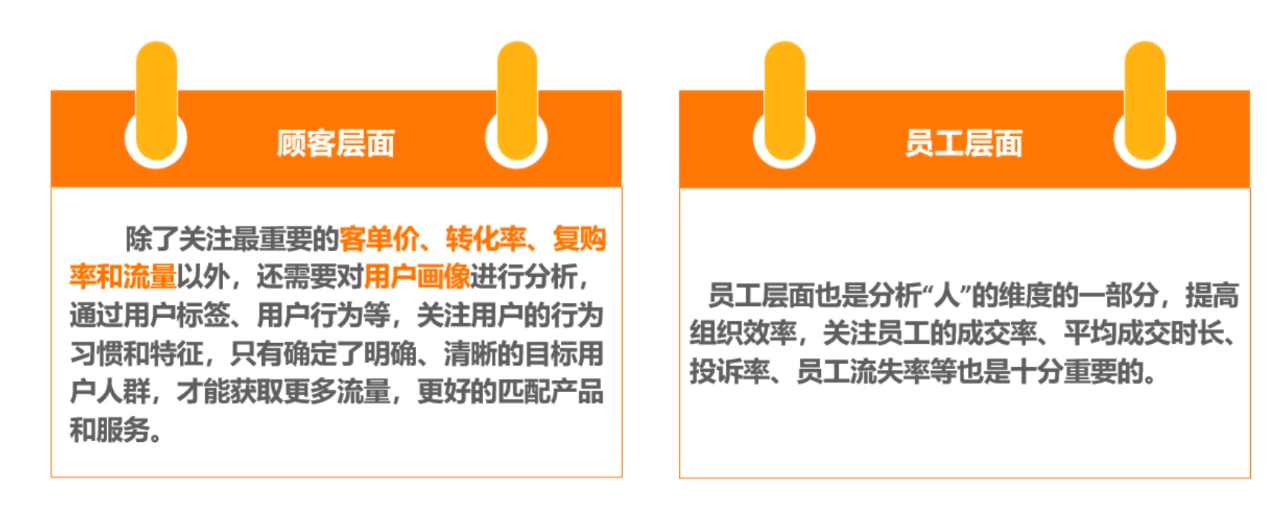 顾客层面
除了关注最重要的客单价、转化率、复购
率和流量以外，还需要对用户画像进行分析，
通过用户标签、用户行为等，关注用户的行为
习惯和特征，只有确定了明确、清晰的目标用
户人群，才能获取更多流量，更好的匹配产品
和服务。
员工层面
员工层面也是分析“人”的维度的一部分，提高
组织效率，关注员工的成交率、平均成交时长、
投诉率、员工流失率等也是十分重要的。